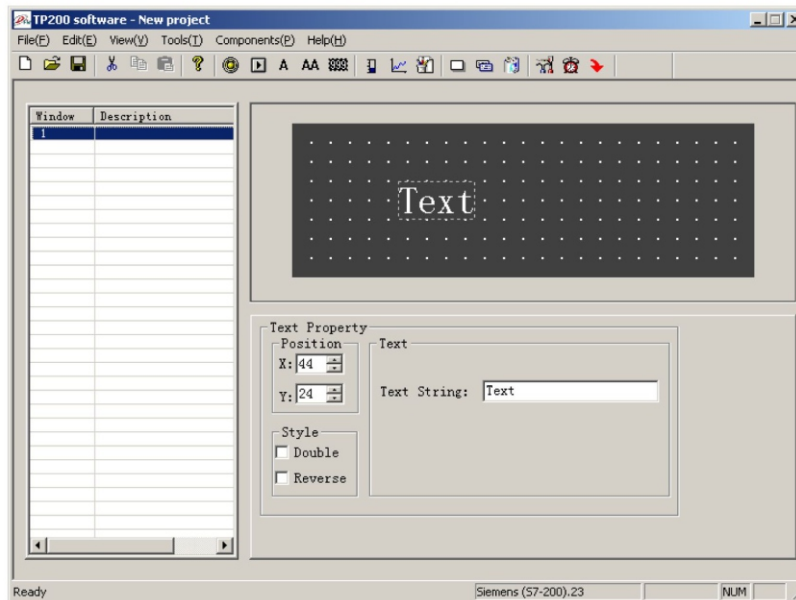 TP200 software - New project
File(F) Edit(E) View(V) Tools(T) Components(P) Help(H)
A AA
Window Description
1
Text
Text Property
Position
X: 44
Y: 24
Style
Double
Reverse
Text
Text String: Text
Ready Siemens (S7-200).23 NUM